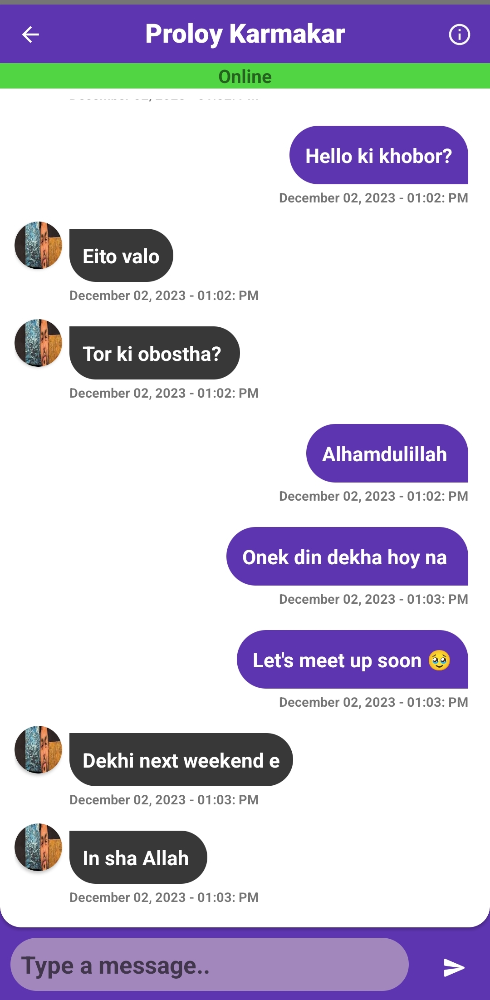 Proloy Karmakar
Online
Hello ki khobor?
December 02, 2023 - 01:02: PM
Eito valo
December 02, 2023 - 01:02: PM
Tor ki obostha?
December 02, 2023 - 01:02: PM
Alhamdulillah
December 02, 2023 - 01:02: PM
Onek din dekha hoy na
December 02, 2023 - 01:03: PM
Let's meet up soon 🥹
December 02, 2023 - 01:03: PM
Dekhi next weekend e
December 02, 2023 - 01:03: PM
In sha Allah
December 02, 2023 - 01:03: PM
Type a message..